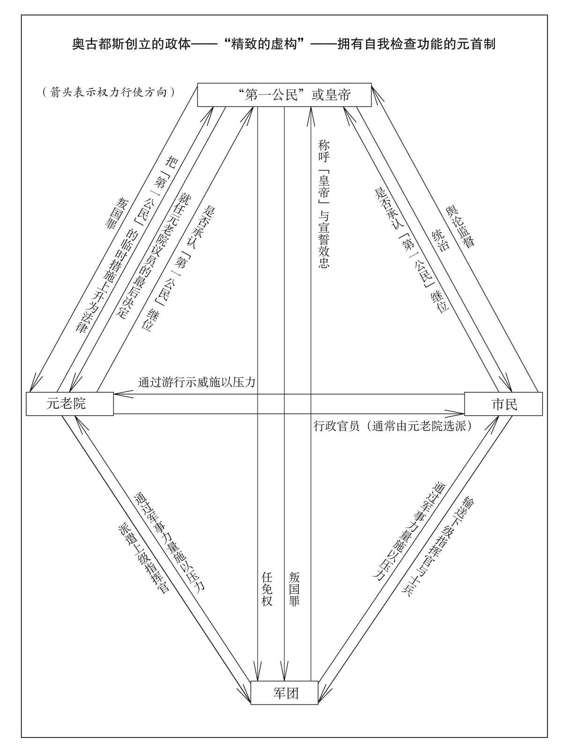 奥古都斯创立的政体——“精致的虚构”——拥有自我检查功能的元首制
（箭头表示权力行使方向）
“第一公民”或皇帝
叛国罪
把「第一公民」的临时措施上升为法律
就任元老院议员的最后决定
是否承认「第一公民」继位
称呼「皇帝」与宣誓效忠
是否承认「第一公民」继位
统治
舆论监督
通过游行示威施以压力
元老院
市民
行政官员（通常由元老院选派）
派遣上级指挥官
通过军事力量施以压力
任免权
叛国罪
通过军事力量施以压力
输送下级指挥官与士兵
军团